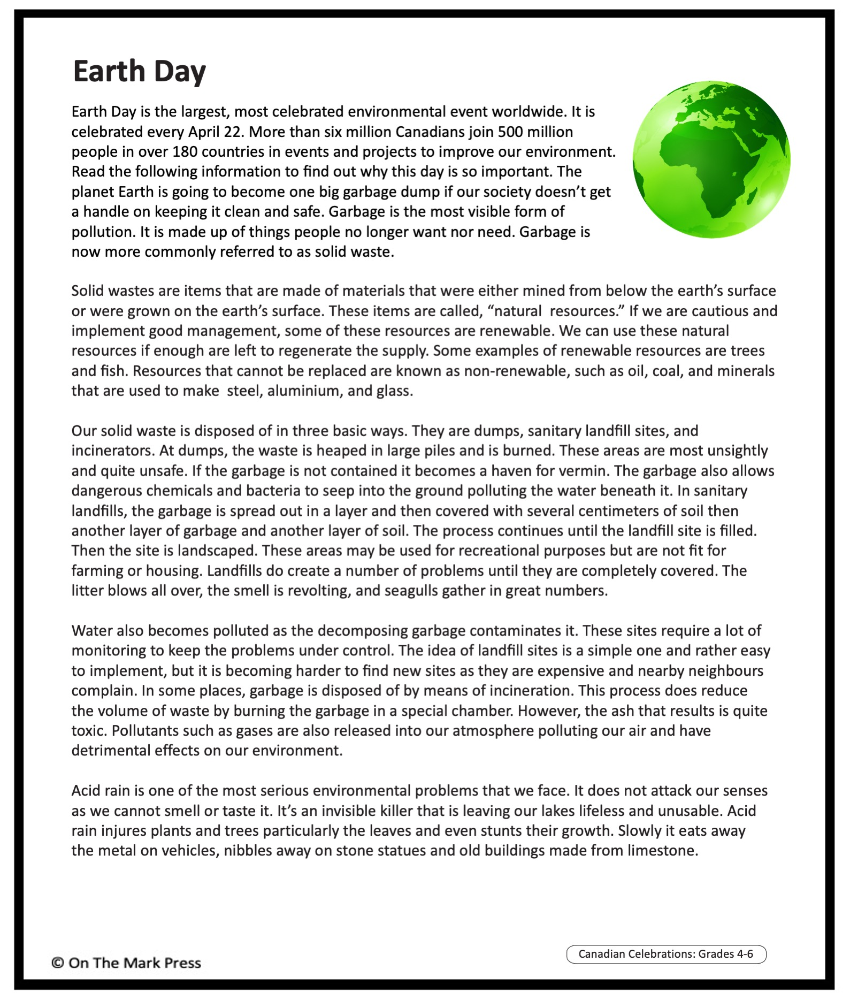 Earth Day
Earth Day is the largest, most celebrated environmental event worldwide. It is
celebrated every April 22. More than six million Canadians join 500 million
people in over 180 countries in events and projects to improve our environment.
Read the following information to find out why this day is so important. The
planet Earth is going to become one big garbage dump if our society doesn’t get
a handle on keeping it clean and safe. Garbage is the most visible form of
pollution. It is made up of things people no longer want nor need. Garbage is
now more commonly referred to as solid waste.
Solid wastes are items that are made of materials that were either mined from below the earth’s surface
or were grown on the earth’s surface. These items are called, “natural  resources.” If we are cautious and
implement good management, some of these resources are renewable. We can use these natural
resources if enough are left to regenerate the supply. Some examples of renewable resources are trees
and fish. Resources that cannot be replaced are known as non-renewable, such as oil, coal, and minerals
that are used to make  steel, aluminium, and glass.
Our solid waste is disposed of in three basic ways. They are dumps, sanitary landfill sites, and
incinerators. At dumps, the waste is heaped in large piles and is burned. These areas are most unsightly
and quite unsafe. If the garbage is not contained it becomes a haven for vermin. The garbage also allows
dangerous chemicals and bacteria to seep into the ground polluting the water beneath it. In sanitary
landfills, the garbage is spread out in a layer and then covered with several centimeters of soil then
another layer of garbage and another layer of soil. The process continues until the landfill site is filled.
Then the site is landscaped. These areas may be used for recreational purposes but are not fit for
farming or housing. Landfills do create a number of problems until they are completely covered. The
litter blows all over, the smell is revolting, and seagulls gather in great numbers.
Water also becomes polluted as the decomposing garbage contaminates it. These sites require a lot of
monitoring to keep the problems under control. The idea of landfill sites is a simple one and rather easy
to implement, but it is becoming harder to find new sites as they are expensive and nearby neighbours
complain. In some places, garbage is disposed of by means of incineration. This process does reduce
the volume of waste by burning the garbage in a special chamber. However, the ash that results is quite
toxic. Pollutants such as gases are also released into our atmosphere polluting our air and have
detrimental effects on our environment.
Acid rain is one of the most serious environmental problems that we face. It does not attack our senses
as we cannot smell or taste it. It’s an invisible killer that is leaving our lakes lifeless and unusable. Acid
rain injures plants and trees particularly the leaves and even stunts their growth. Slowly it eats away
the metal on vehicles, nibbles away on stone statues and old buildings made from limestone.
© On The Mark Press
Canadian Celebrations: Grades 4-6